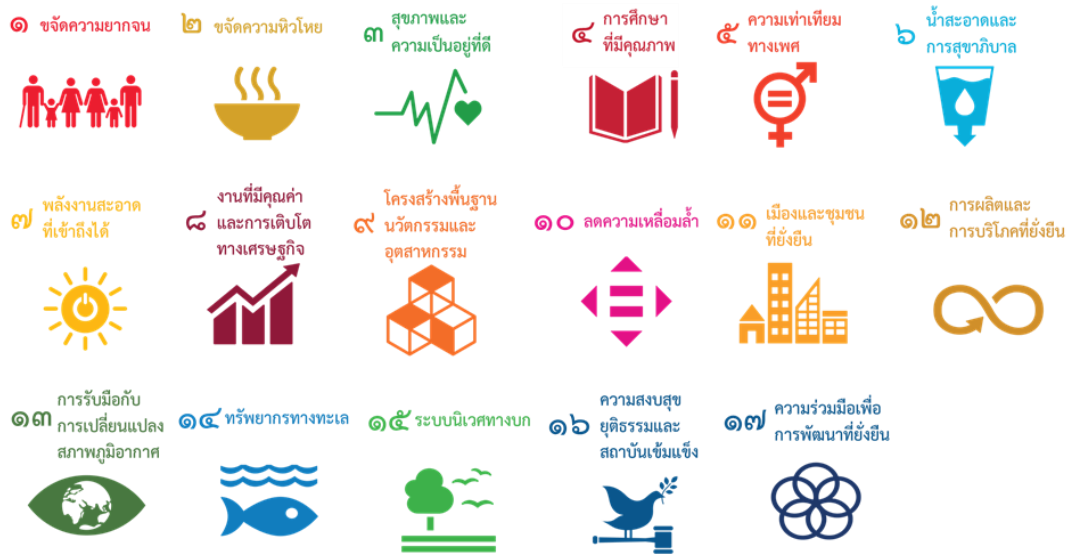 ๑ ขจัดความยากจน
๒ ขจัดความหิวโหย
๓ สุขภาพและ
ความเป็นอยู่ที่ดี
๔ การศึกษา
ที่มีคุณภาพ
๕ ความเท่าเทียม
ทางเพศ
๖ น้ำสะอาดและ
การสุขาภิบาล
๗ พลังงานสะอาด
ที่เข้าถึงได้
๘ งานที่มีคุณค่า
และการเติบโต
ทางเศรษฐกิจ
๙ โครงสร้างพื้นฐาน
นวัตกรรมและ
อุตสาหกรรม
๑๐ ลดความเหลื่อมล้ำ
๑๑ เมืองและชุมชน
ที่ยั่งยืน
๑๒ การผลิตและ
การบริโภคที่ยั่งยืน
๑๓ การรับมือกับ
การเปลี่ยนแปลง
สภาพภูมิอากาศ
๑๔ ทรัพยากรทางทะเล
๑๕ ระบบนิเวศทางบก
๑๖ ความสงบสุข
ยุติธรรมและ
สถาบันเข้มแข็ง
๑๗ ความร่วมมือเพื่อ
การพัฒนาที่ยั่งยืน